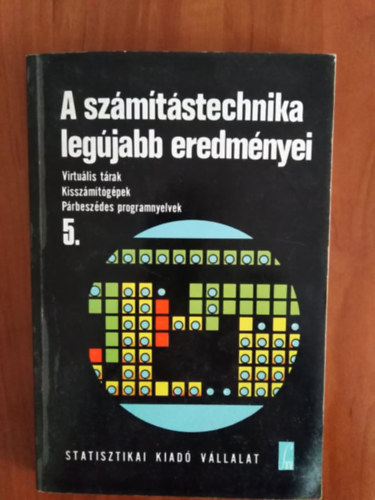 A számítástechnika
legújabb eredményei
Virtuális tárak
Kisszámítógépek
Párbeszédes programnyelvek
5.
STATISZTIKAI KIADÓ VÁLLALAT